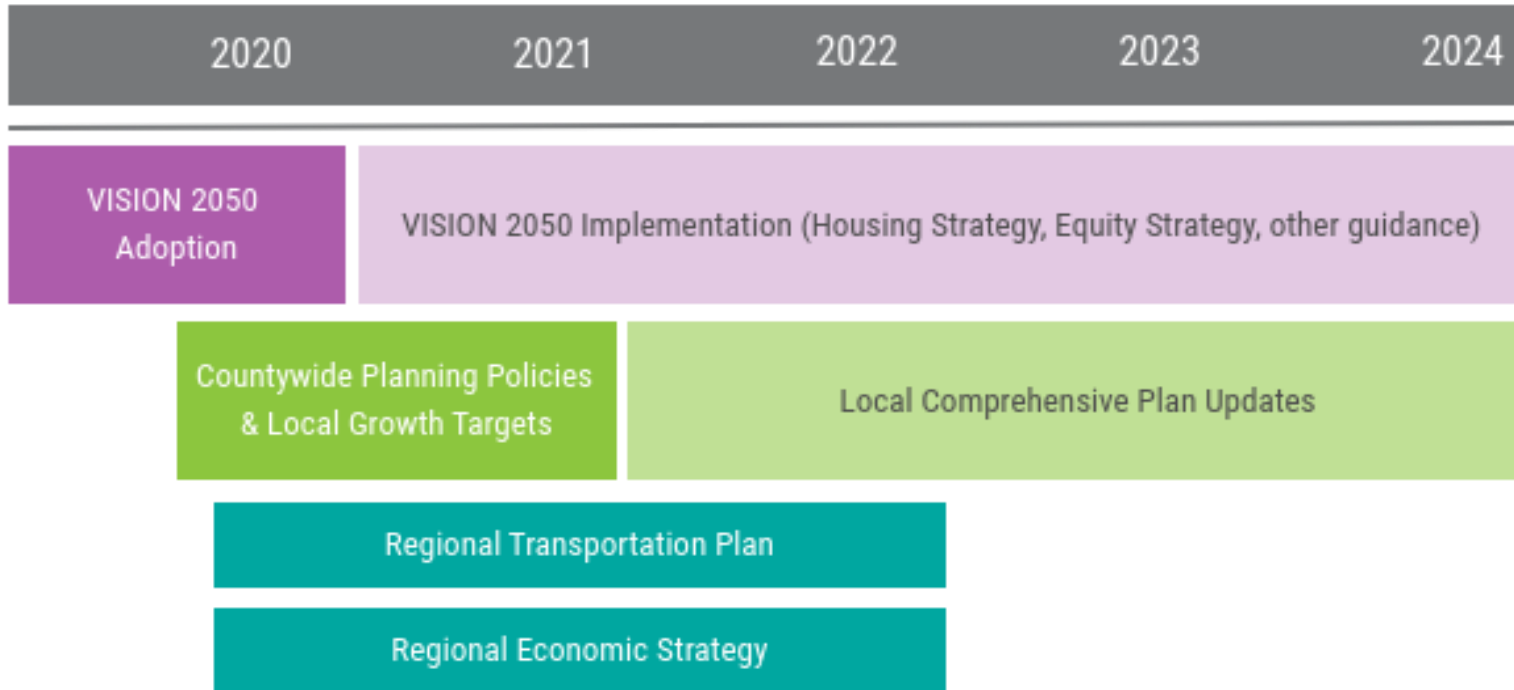 2020 2021 2022 2023 2024
VISION 2050
Adoption
VISION 2050 Implementation (Housing Strategy, Equity Strategy, other guidance)
Countywide Planning Policies
& Local Growth Targets
Local Comprehensive Plan Updates
Regional Transportation Plan
Regional Economic Strategy